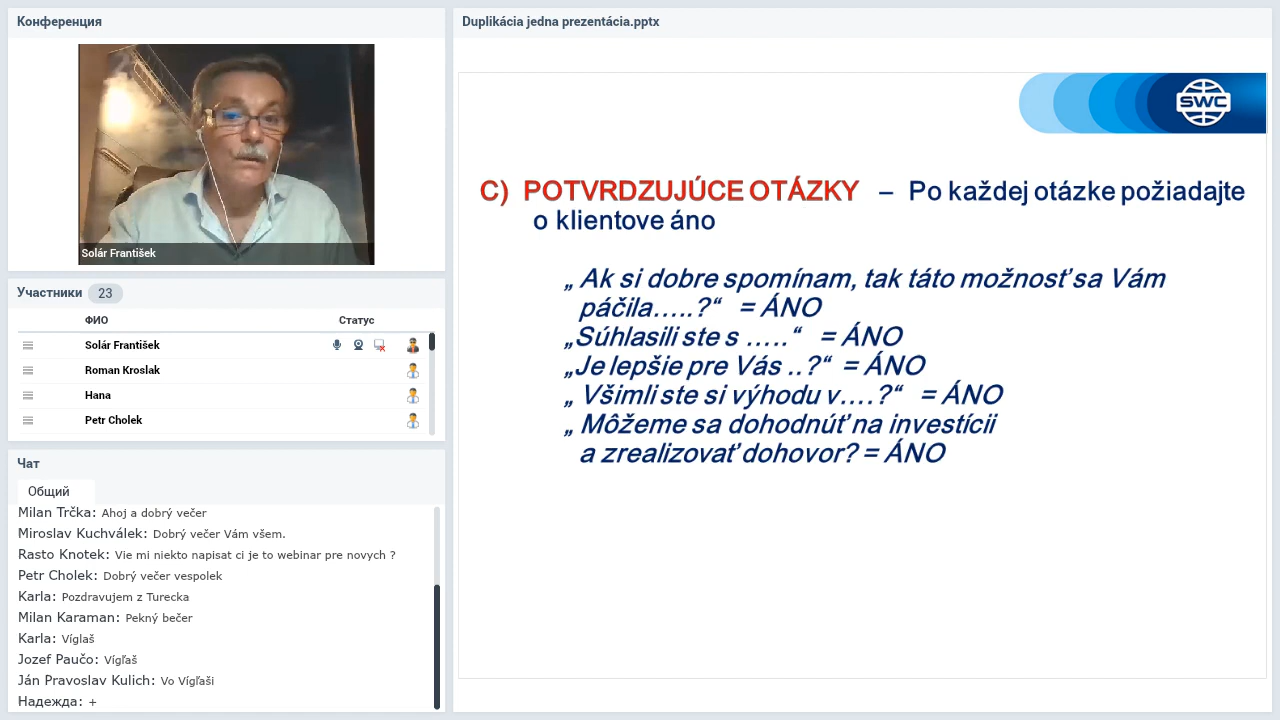 Конференция
Solár František
Участники 23
ФИО Статус
Solár František
Roman Kroslak
Hana
Petr Cholek
Чат
Общий
Milan Trčka: Ahoj a dobrý večer
Miroslav Kuchválek: Dobrý večer Vám všem.
Rasto Knotek: Vie mi niekto napisat ci je to webinar pre novych ?
Petr Cholek: Dobrý večer vespolek
Karla: Pozdravujem z Turecka
Milan Karaman: Pekný bečer
Karla: Víglaš
Jozef Paučo: Vígľaš
Ján Pravoslav Kulich: Vo Vígľaši
Надежда: +
Duplikácia jedna prezentácia.pptx
SWC
C) POTVRDZUJÚCE OTÁZKY – Po každej otázke požiadajte
o klientove áno
„ Ak si dobre spomínam, tak táto možnosť sa Vám
páčila…..?“ = ÁNO
„Súhlasili ste s …..“ = ÁNO
„Je lepšie pre Vás ..?“ = ÁNO
„ Všimli ste si výhodu v….?“ = ÁNO
„ Môžeme sa dohodnúť na investícii
a zrealizovať dohovor? = ÁNO